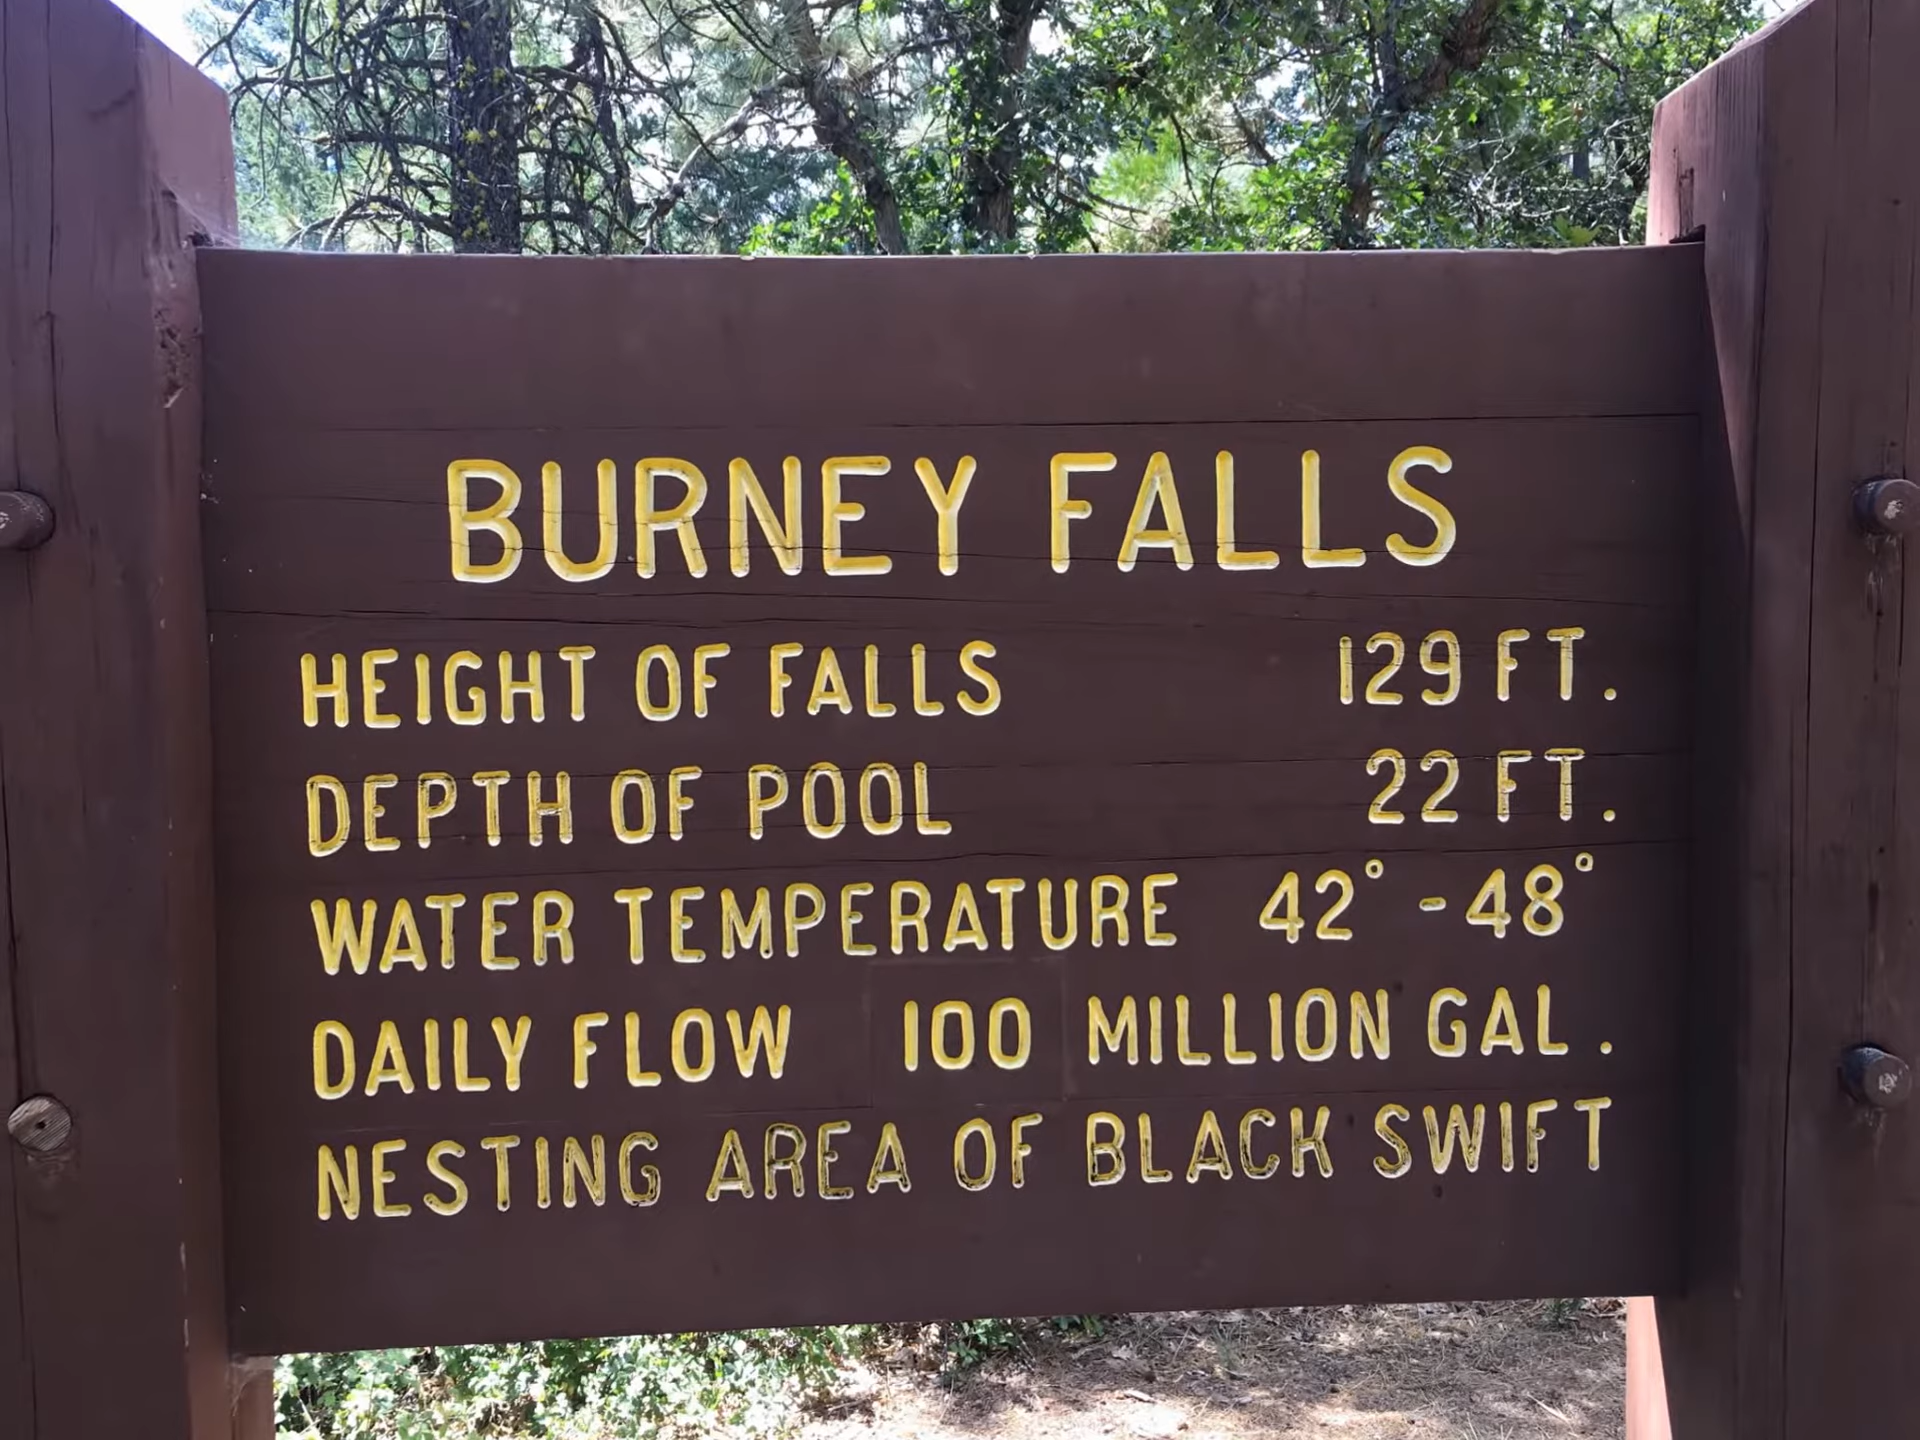 BURNEY FALLS
HEIGHT OF FALLS 129 FT.
DEPTH OF POOL 22 FT.
WATER TEMPERATURE 42° - 48°
DAILY FLOW 100 MILLION GAL.
NESTING AREA OF BLACK SWIFT